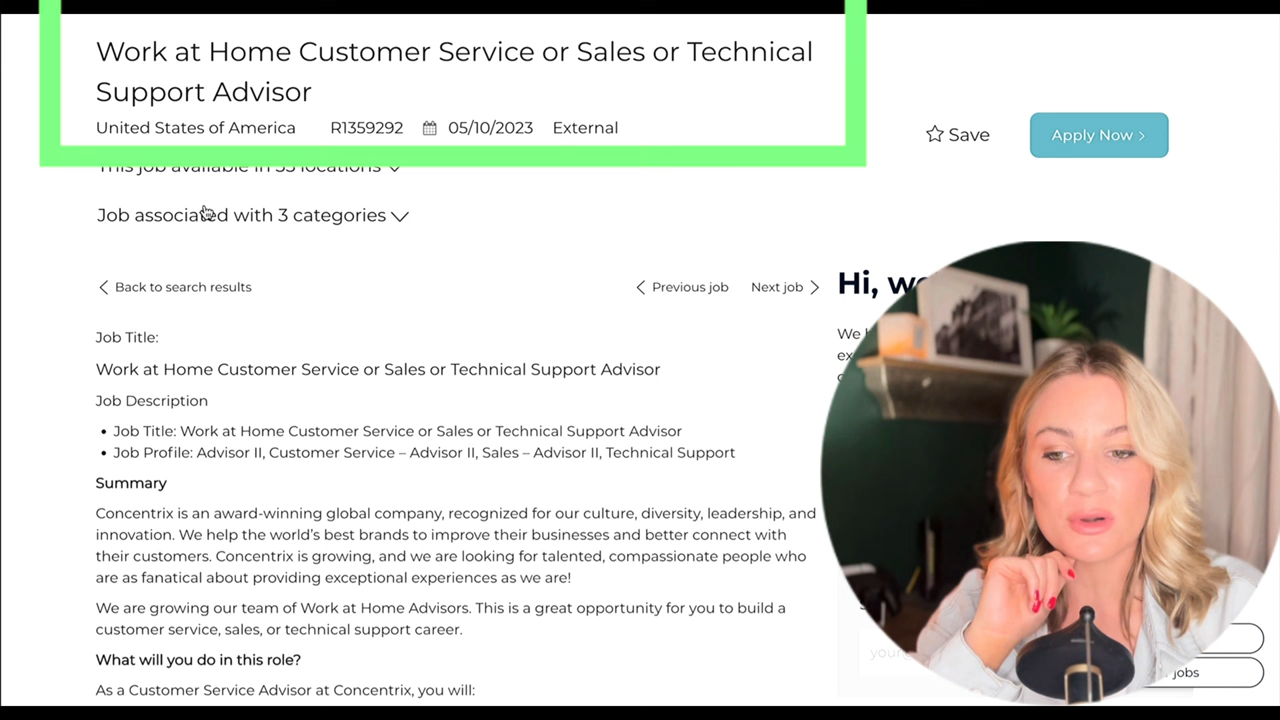 Work at Home Customer Service or Sales or Technical
Support Advisor
United States of America R1359292 05/10/2023 External
Save
Apply Now
This job available in 33 locations
Job associated with 3 categories
Back to search results
Previous job Next job
Hi,
We
Job Title:
Work at Home Customer Service or Sales or Technical Support Advisor
Job Description
• Job Title: Work at Home Customer Service or Sales or Technical Support Advisor
• Job Profile: Advisor II, Customer Service – Advisor II, Sales – Advisor II, Technical Support
Summary
Concentrix is an award-winning global company, recognized for our culture, diversity, leadership, and
innovation. We help the world's best brands to improve their businesses and better connect with
their customers. Concentrix is growing, and we are looking for talented, compassionate people who
are as fanatical about providing exceptional experiences as we are!
We are growing our team of Work at Home Advisors. This is a great opportunity for you to build a
customer service, sales, or technical support career.
What will you do in this role?
As a Customer Service Advisor at Concentrix, you will:
jobs